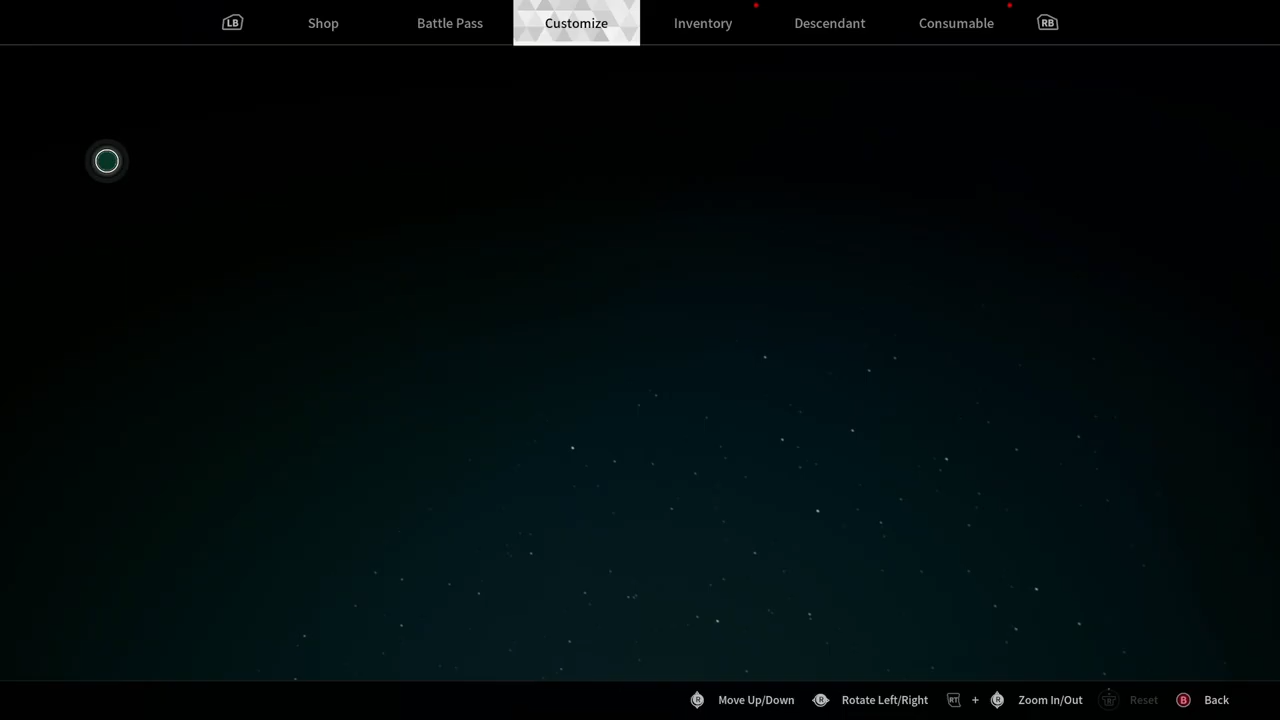 LB Shop Battle Pass Customize Inventory Descendant Consumable RB
R Move Up/Down R Rotate Left/Right RT + R Zoom In/Out Reset B Back